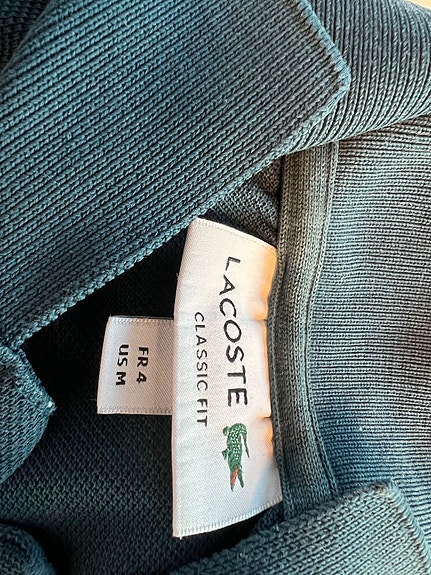 LACOSTE
CLASSIC FIT
FR 4
US M